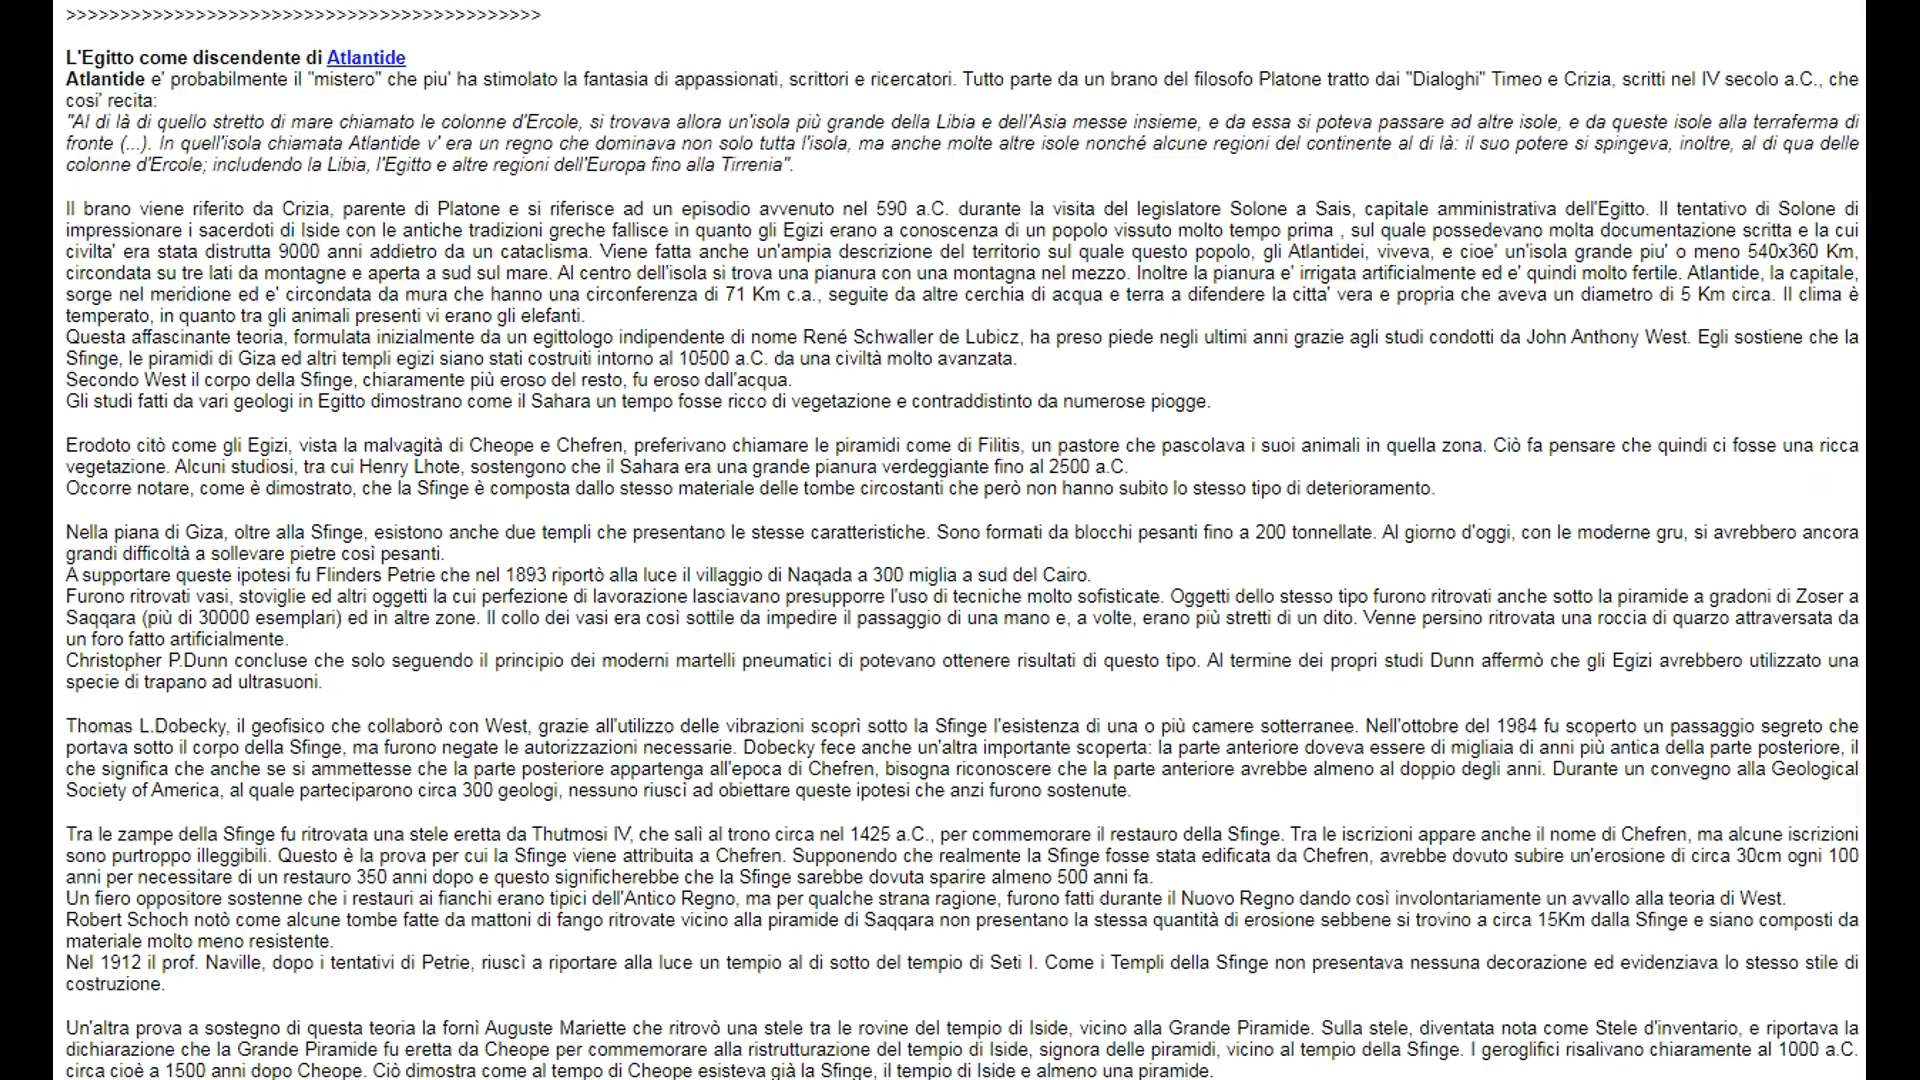 >>>>>>>>>>>>>>>>>>>>>>>>>>>>>>>>>>>>>>>>>>>>
L'Egitto come discendente di Atlantide
Atlantide e' probabilmente il "mistero" che piu' ha stimolato la fantasia di appassionati, scrittori e ricercatori. Tutto parte da un brano del filosofo Platone tratto dai "Dialoghi" Timeo e Crizia, scritti nel IV secolo a.C., che
cosi' recita:
"Al di là di quello stretto di mare chiamato le colonne d'Ercole, si trovava allora un'isola più grande della Libia e dell'Asia messe insieme, e da essa si poteva passare ad altre isole, e da queste isole alla terraferma di
fronte (...). In quell'isola chiamata Atlantide v' era un regno che dominava non solo tutta l'isola, ma anche molte altre isole nonché alcune regioni del continente al di là: il suo potere si spingeva, inoltre, al di qua delle
colonne d'Ercole; includendo la Libia, l'Egitto e altre regioni dell'Europa fino alla Tirrenia".
Il brano viene riferito da Crizia, parente di Platone e si riferisce ad un episodio avvenuto nel 590 a.C. durante la visita del legislatore Solone a Sais, capitale amministrativa dell'Egitto. Il tentativo di Solone di
impressionare i sacerdoti di Iside con le antiche tradizioni greche fallisce in quanto gli Egizi erano a conoscenza di un popolo vissuto molto tempo prima , sul quale possedevano molta documentazione scritta e la cui
civilta' era stata distrutta 9000 anni addietro da un cataclisma. Viene fatta anche un'ampia descrizione del territorio sul quale questo popolo, gli Atlantidei, viveva, e cioe' un'isola grande piu' o meno 540x360 Km,
circondata su tre lati da montagne e aperta a sud sul mare. Al centro dell'isola si trova una pianura con una montagna nel mezzo. Inoltre la pianura e' irrigata artificialmente ed e' quindi molto fertile. Atlantide, la capitale,
sorge nel meridione ed e' circondata da mura che hanno una circonferenza di 71 Km c.a., seguite da altre cerchia di acqua e terra a difendere la citta' vera e propria che aveva un diametro di 5 Km circa. Il clima è
temperato, in quanto tra gli animali presenti vi erano gli elefanti.
Questa affascinante teoria, formulata inizialmente da un egittologo indipendente di nome René Schwaller de Lubicz, ha preso piede negli ultimi anni grazie agli studi condotti da John Anthony West. Egli sostiene che la
Sfinge, le piramidi di Giza ed altri templi egizi siano stati costruiti intorno al 10500 a.C. da una civiltà molto avanzata.
Secondo West il corpo della Sfinge, chiaramente più eroso del resto, fu eroso dall'acqua.
Gli studi fatti da vari geologi in Egitto dimostrano come il Sahara un tempo fosse ricco di vegetazione e contraddistinto da numerose piogge.
Erodoto citò come gli Egizi, vista la malvagità di Cheope e Chefren, preferivano chiamare le piramidi come di Filitis, un pastore che pascolava i suoi animali in quella zona. Ciò fa pensare che quindi ci fosse una ricca
vegetazione. Alcuni studiosi, tra cui Henry Lhote, sostengono che il Sahara era una grande pianura verdeggiante fino al 2500 a.C.
Occorre notare, come è dimostrato, che la Sfinge è composta dallo stesso materiale delle tombe circostanti che però non hanno subito lo stesso tipo di deterioramento.
Nella piana di Giza, oltre alla Sfinge, esistono anche due templi che presentano le stesse caratteristiche. Sono formati da blocchi pesanti fino a 200 tonnellate. Al giorno d'oggi, con le moderne gru, si avrebbero ancora
grandi difficoltà a sollevare pietre così pesanti.
A supportare queste ipotesi fu Flinders Petrie che nel 1893 riportò alla luce il villaggio di Naqada a 300 miglia a sud del Cairo.
Furono ritrovati vasi, stoviglie ed altri oggetti la cui perfezione di lavorazione lasciavano presupporre l'uso di tecniche molto sofisticate. Oggetti dello stesso tipo furono ritrovati anche sotto la piramide a gradoni di Zoser a
Saqqara (più di 30000 esemplari) ed in altre zone. Il collo dei vasi era così sottile da impedire il passaggio di una mano e, a volte, erano più stretti di un dito. Venne persino ritrovata una roccia di quarzo attraversata da
un foro fatto artificialmente.
Christopher P.Dunn concluse che solo seguendo il principio dei moderni martelli pneumatici di potevano ottenere risultati di questo tipo. Al termine dei propri studi Dunn affermò che gli Egizi avrebbero utilizzato una
specie di trapano ad ultrasuoni.
Thomas L.Dobecky, il geofisico che collaborò con West, grazie all'utilizzo delle vibrazioni scoprì sotto la Sfinge l'esistenza di una o più camere sotterranee. Nell'ottobre del 1984 fu scoperto un passaggio segreto che
portava sotto il corpo della Sfinge, ma furono negate le autorizzazioni necessarie. Dobecky fece anche un'altra importante scoperta: la parte anteriore doveva essere di migliaia di anni più antica della parte posteriore, il
che significa che anche se si ammettesse che la parte posteriore appartenga all'epoca di Chefren, bisogna riconoscere che la parte anteriore avrebbe almeno al doppio degli anni. Durante un convegno alla Geological
Society of America, al quale parteciparono circa 300 geologi, nessuno riuscì ad obiettare queste ipotesi che anzi furono sostenute.
Tra le zampe della Sfinge fu ritrovata una stele eretta da Thutmosi IV, che salì al trono circa nel 1425 a.C., per commemorare il restauro della Sfinge. Tra le iscrizioni appare anche il nome di Chefren, ma alcune iscrizioni
sono purtroppo illeggibili. Questo è la prova per cui la Sfinge viene attribuita a Chefren. Supponendo che realmente la Sfinge fosse stata edificata da Chefren, avrebbe dovuto subire un'erosione di circa 30cm ogni 100
anni per necessitare di un restauro 350 anni dopo e questo significherebbe che la Sfinge sarebbe dovuta sparire almeno 500 anni fa.
Un fiero oppositore sostenne che i restauri ai fianchi erano tipici dell'Antico Regno, ma per qualche strana ragione, furono fatti durante il Nuovo Regno dando così involontariamente un avvallo alla teoria di West.
Robert Schoch notò come alcune tombe fatte da mattoni di fango ritrovate vicino alla piramide di Saqqara non presentano la stessa quantità di erosione sebbene si trovino a circa 15Km dalla Sfinge e siano composti da
materiale molto meno resistente.
Nel 1912 il prof. Naville, dopo i tentativi di Petrie, riuscì a riportare alla luce un tempio al di sotto del tempio di Seti I. Come i Templi della Sfinge non presentava nessuna decorazione ed evidenziava lo stesso stile di
costruzione.
Un'altra prova a sostegno di questa teoria la fornì Auguste Mariette che ritrovò una stele tra le rovine del tempio di Iside, vicino alla Grande Piramide. Sulla stele, diventata nota come Stele d'inventario, e riportava la
dichiarazione che la Grande Piramide fu eretta da Cheope per commemorare alla ristrutturazione del tempio di Iside, signora delle piramidi, vicino al tempio della Sfinge. I geroglifici risalivano chiaramente al 1000 a.C.
circa cioè a 1500 anni dopo Cheope. Ciò dimostra come al tempo di Cheope esisteva già la Sfinge, il tempio di Iside e almeno una piramide.